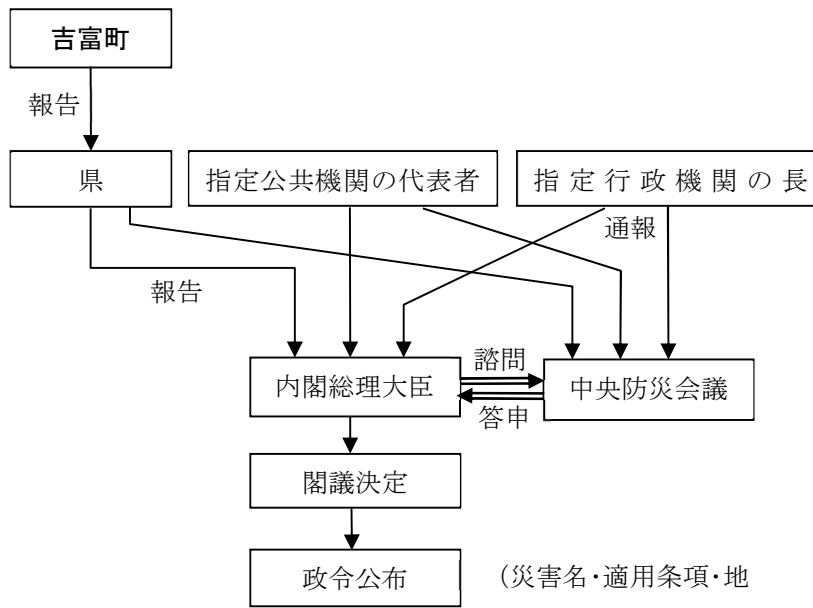 吉富町
報告
県
指定公共機関の代表者
指定行政機関の長
通報
報告
内閣総理大臣
諮問
中央防災会議
答申
閣議決定
政令公布
(災害名・適用条項・地